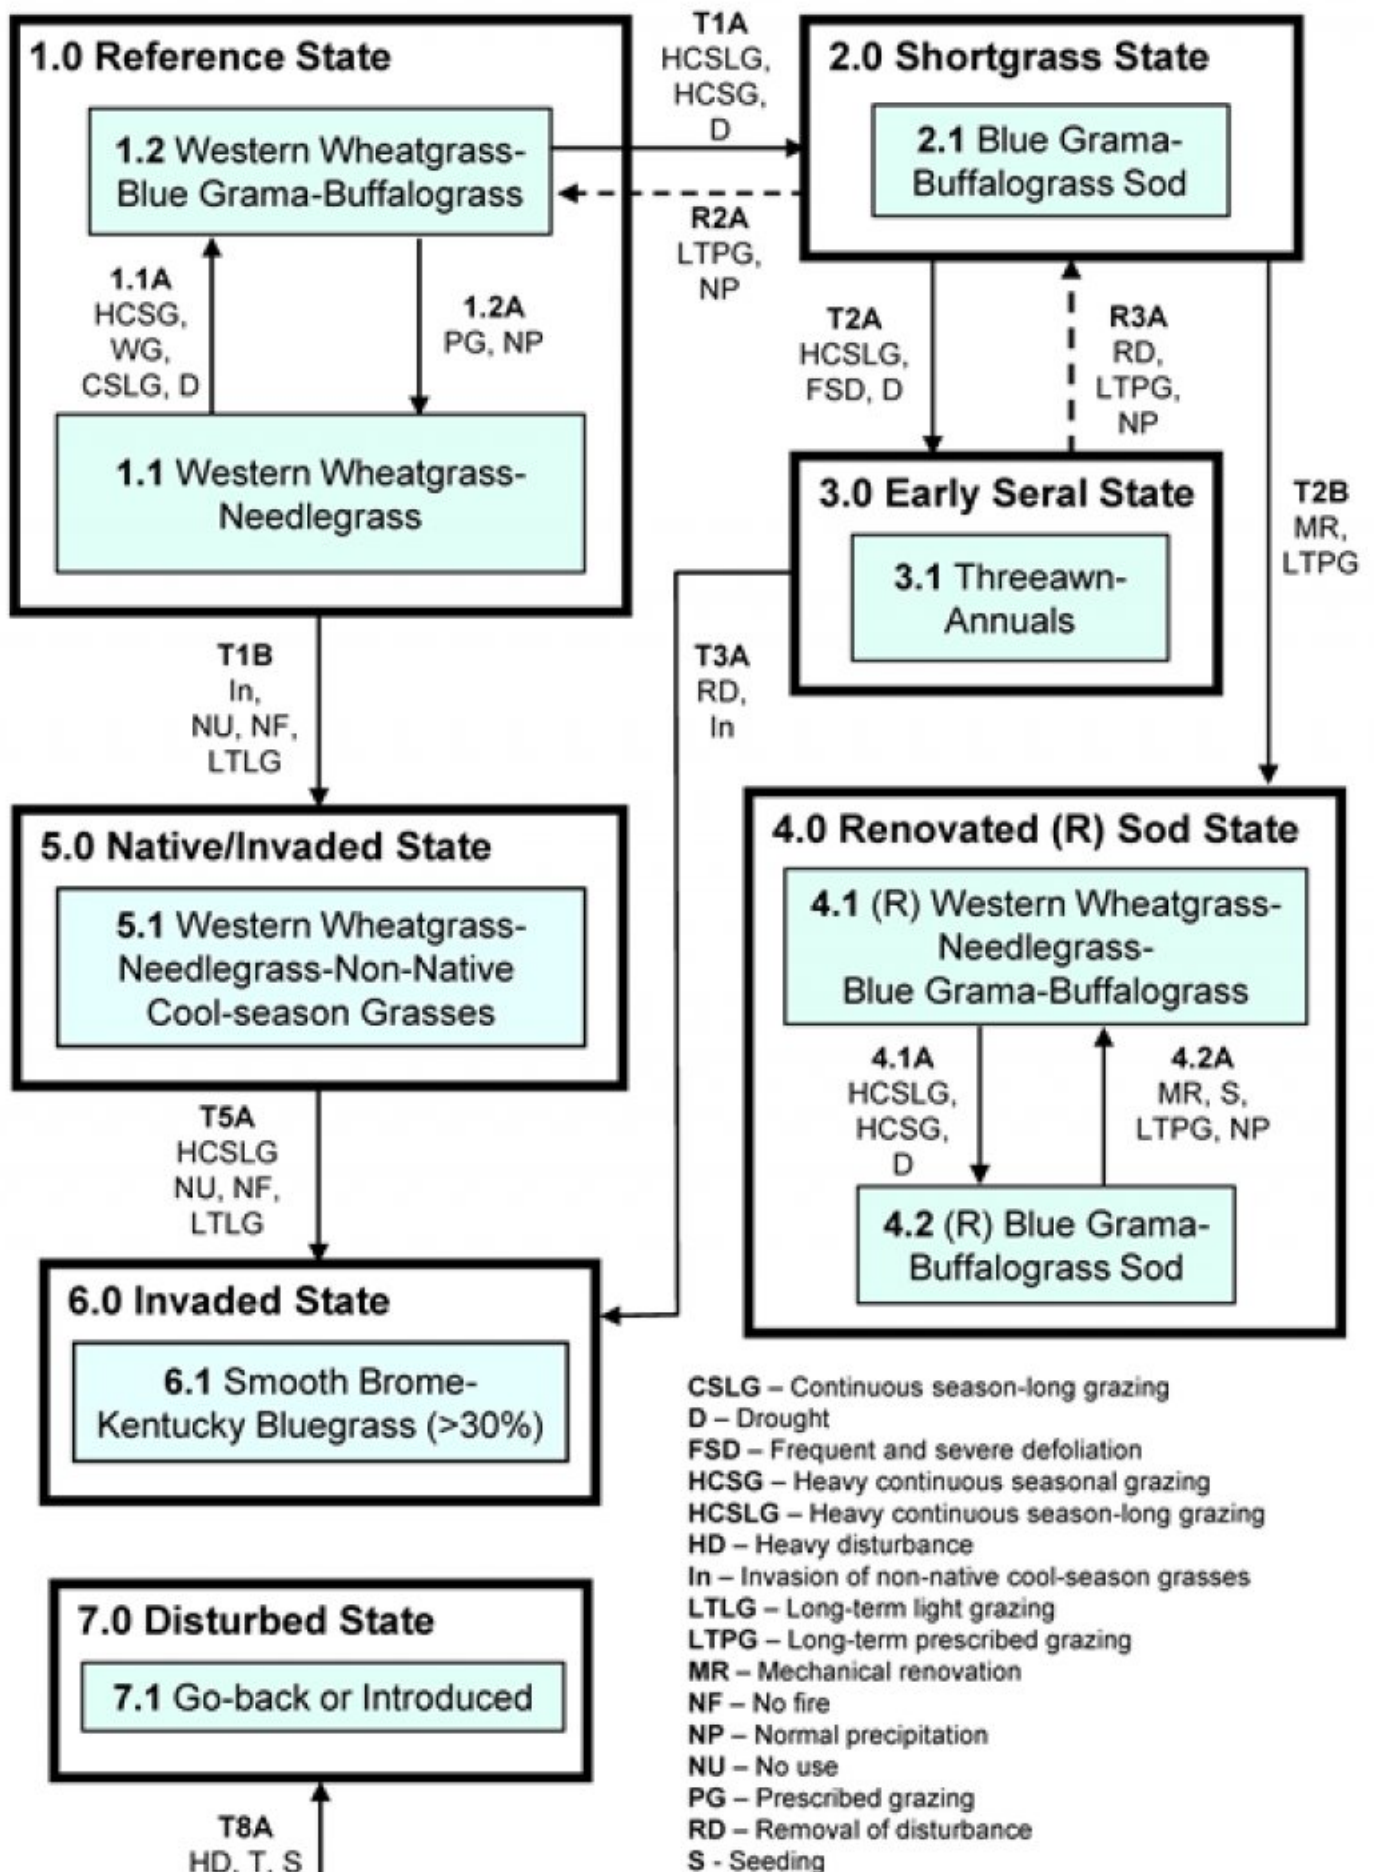 1.0 Reference State
1.2 Western Wheatgrass-
Blue Grama-Buffalograss
1.1A
HCSG,
WG,
CSLG, D
1.2A
PG, NP
1.1 Western Wheatgrass-
Needlegrass
T1A
HCSLG,
HCSG,
D
R2A
LTPG,
NP
2.0 Shortgrass State
2.1 Blue Grama-
Buffalograss Sod
T2A
HCSLG,
FSD, D
R3A
RD,
LTPG,
NP
T2B
MR,
LTPG
3.0 Early Seral State
3.1 Threeawn-
Annuals
T1B
In,
NU, NF,
LTLG
T3A
RD,
In
5.0 Native/Invaded State
5.1 Western Wheatgrass-
Needlegrass-Non-Native
Cool-season Grasses
4.0 Renovated (R) Sod State
4.1 (R) Western Wheatgrass-
Needlegrass-
Blue Grama-Buffalograss
4.1A
HCSLG,
HCSG,
D
4.2A
MR, S,
LTPG, NP
4.2 (R) Blue Grama-
Buffalograss Sod
T5A
HCSLG
NU, NF,
LTLG
6.0 Invaded State
6.1 Smooth Brome-
Kentucky Bluegrass (>30%)
7.0 Disturbed State
7.1 Go-back or Introduced
T8A
HD, T, S
CSLG – Continuous season-long grazing
D – Drought
FSD – Frequent and severe defoliation
HCSG – Heavy continuous seasonal grazing
HCSLG – Heavy continuous season-long grazing
HD – Heavy disturbance
In – Invasion of non-native cool-season grasses
LTLG – Long-term light grazing
LTPG – Long-term prescribed grazing
MR – Mechanical renovation
NF – No fire
NP – Normal precipitation
NU – No use
PG – Prescribed grazing
RD – Removal of disturbance
S - Seeding